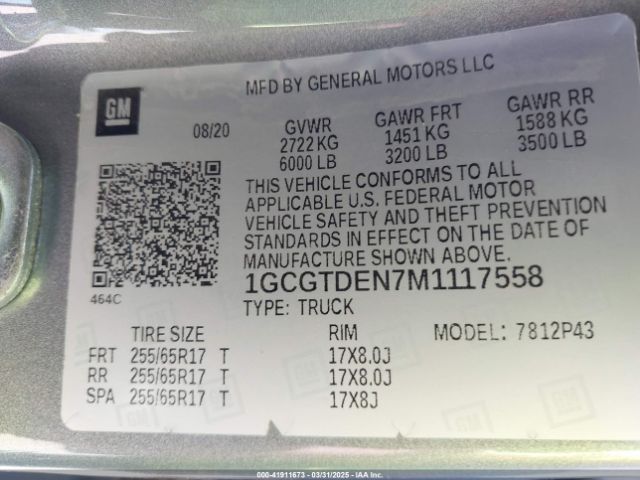 MFD BY GENERAL MOTORS LLC
GM
08/20
GVWR GAWR FRT GAWR RR
2722 KG 1451 KG 1588 KG
6000 LB 3200 LB 3500 LB
THIS VEHICLE CONFORMS TO ALL
APPLICABLE U.S. FEDERAL MOTOR
VEHICLE SAFETY AND THEFT PREVENTION
STANDARDS IN EFFECT ON THE DATE OF
MANUFACTURE SHOWN ABOVE.
464C
1GCGTDEN7M1117558
TYPE: TRUCK
TIRE SIZE RIM MODEL: 7812P43
FRT 255/65R17 T 17X8.0J
RR 255/65R17 T 17X8.0J
SPA 255/65R17 T 17X8J
000-41911673 - 03/31/2025 - IAA Corp.